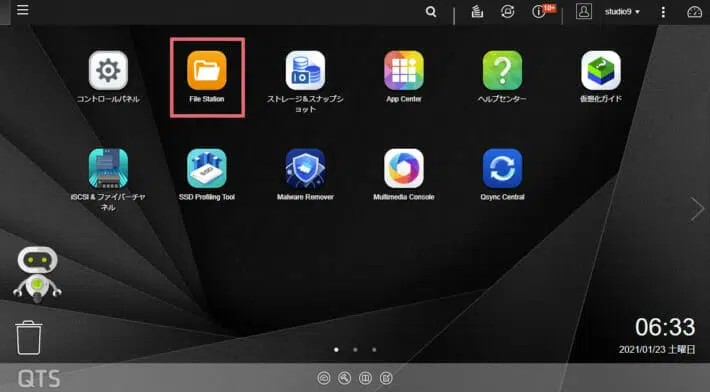 10+
studio9
コントロールパネル
File Station
ストレージ&スナップシ
ョット
App Center
ヘルプセンター
仮想化ガイド
iSCSI & ファイバーチャ
ネル
SSD
SSD Profiling Tool
Malware Remover
Multimedia Console
Qsync Central
06:33
2021/01/23 土曜日
QTS